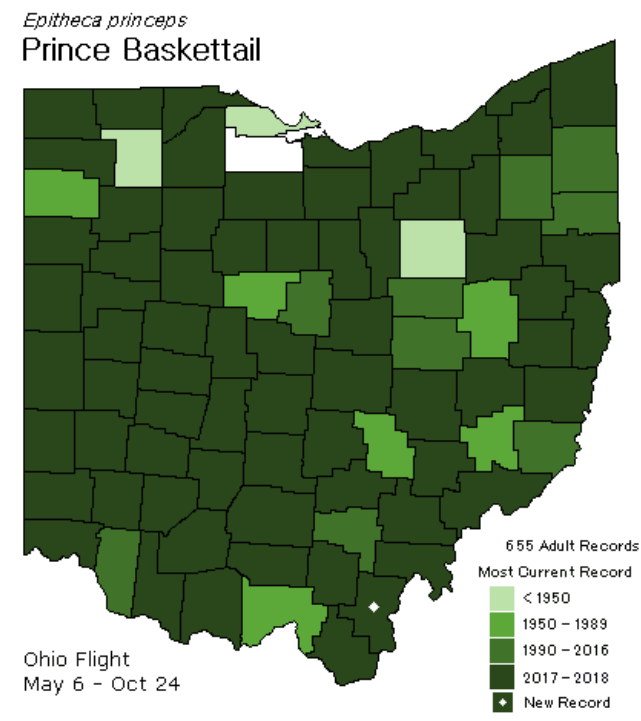 Epitheca princeps
Prince Baskettail
655 Adult Records
Most Current Record
< 1950
1950 - 1989
1990 - 2016
2017 - 2018
New Record
Ohio Flight
May 6 - Oct 24